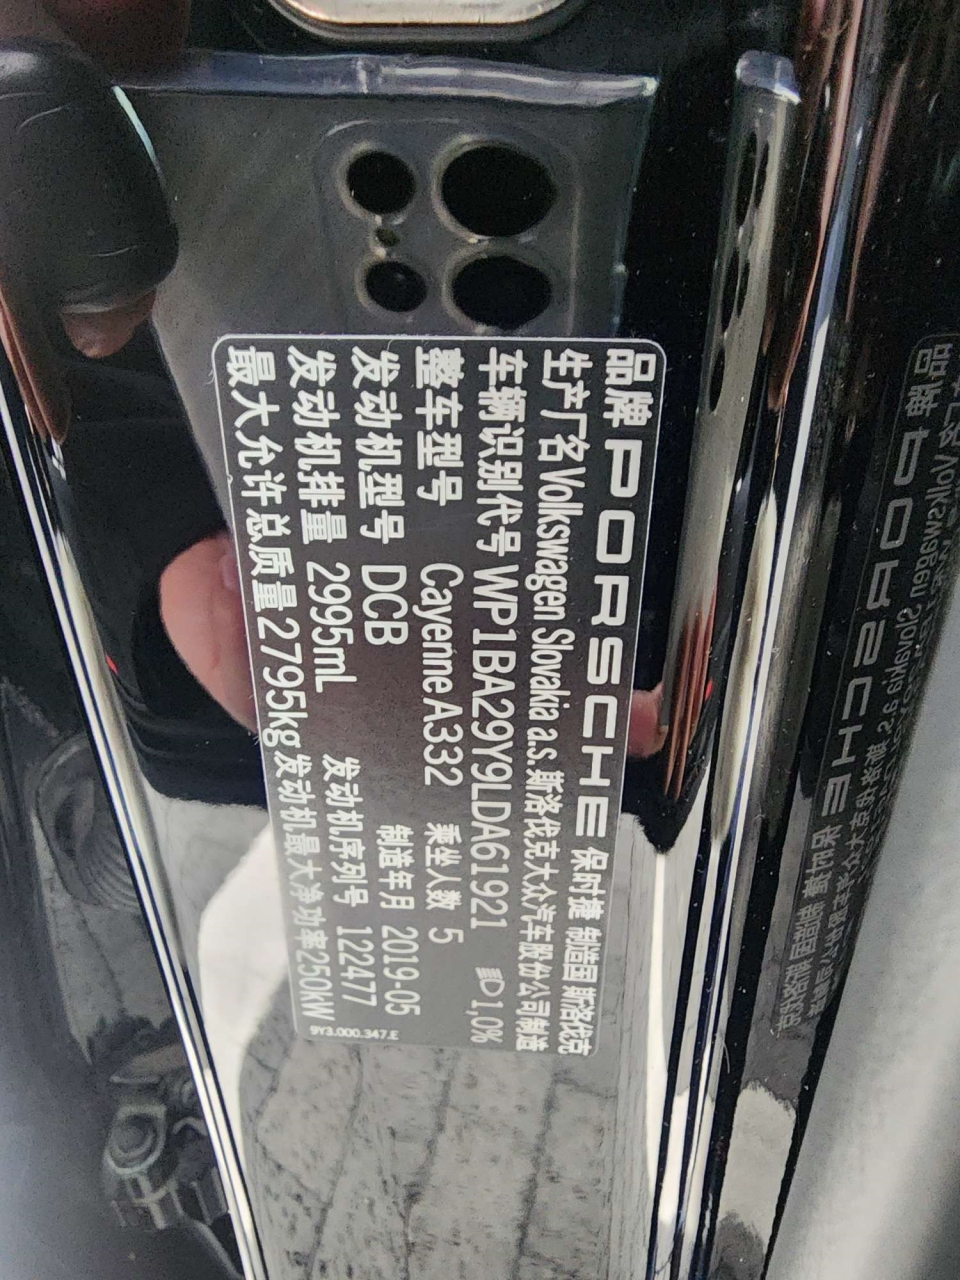 品牌 PORSCHE 保时捷 制造国 斯洛伐克
生产厂名 Volkswagen Slovakia a.s. 斯洛伐克大众汽车股份公司制造
车辆识别代号 WP1BA29Y9LDA61921 1,0%
整车型号 Cayenne A332 乘坐人数 5
发动机型号 DCB 制造年月 2019-05
发动机排量 2995mL 发动机序列号 122477
最大允许总质量 2795kg 发动机最大净功率 250kW
9Y3.000.347.E